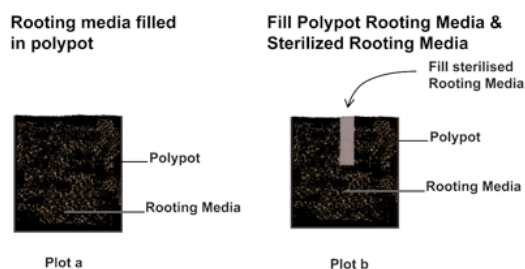 Rooting media filled
in polypot
Polypot
Rooting Media
Plot a
Fill Polypot Rooting Media &
Sterilized Rooting Media
Fill sterilised
Rooting Media
Polypot
Rooting Media
Plot b